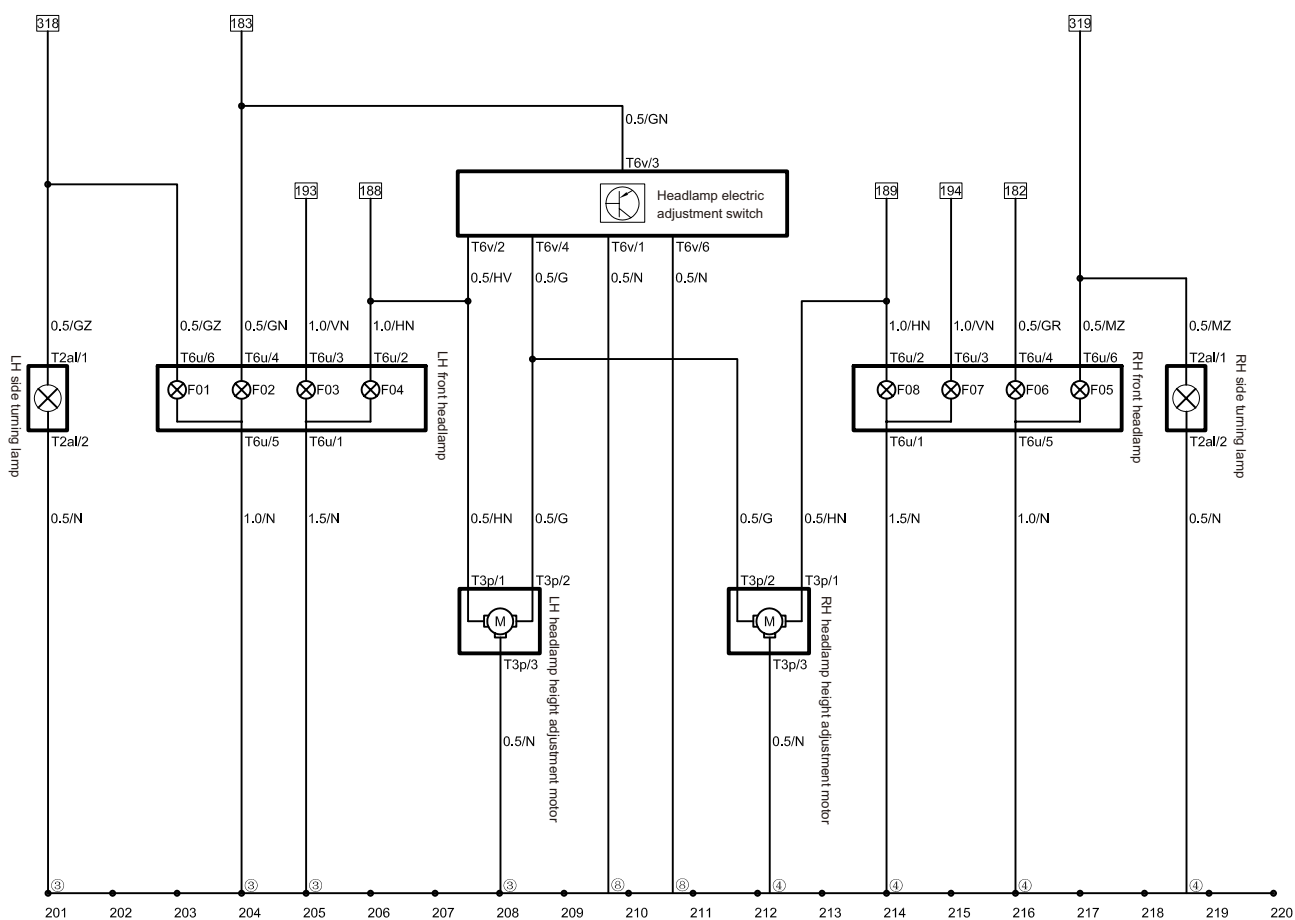 318
183
319
0.5/GN
T6v/3
193
188
Headlamp electric
adjustment switch
189
194
182
T6v/2
T6v/4
T6v/1
T6v/6
0.5/HV
0.5/G
0.5/N
0.5/N
0.5/GZ
0.5/GZ
0.5/GN
1.0/VN
1.0/HN
1.0/HN
1.0/VN
0.5/GR
0.5/MZ
0.5/MZ
T2al/1
T6u/6
T6u/4
T6u/3
T6u/2
T6u/2
T6u/3
T6u/4
T6u/6
T2al/1
LH side turning lamp
F01
F02
F03
F04
LH front headlamp
F08
F07
F06
F05
RH front headlamp
RH side turning lamp
T2al/2
T6u/5
T6u/1
T6u/1
T6u/5
T2al/2
0.5/N
1.0/N
1.5/N
0.5/HN
0.5/G
0.5/G
0.5/HN
1.5/N
1.0/N
0.5/N
T3p/1
T3p/2
T3p/2
T3p/1
M
LH headlamp height adjustment motor
M
RH headlamp height adjustment motor
T3p/3
T3p/3
0.5/N
0.5/N
③
③
③
③
⑧
⑧
④
④
④
④
201
202
203
204
205
206
207
208
209
210
211
212
213
214
215
216
217
218
219
220